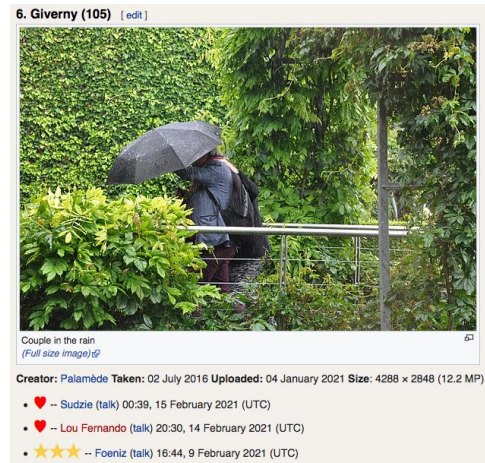 6. Giverny (105) [ edit ]
Couple in the rain
(Full size image)
Creator: Palamède Taken: 02 July 2016 Uploaded: 04 January 2021 Size: 4288 × 2848 (12.2 MP)
-- Sudzie (talk) 00:39, 15 February 2021 (UTC)
-- Lou Fernando (talk) 20:30, 14 February 2021 (UTC)
-- Foeniz (talk) 16:44, 9 February 2021 (UTC)